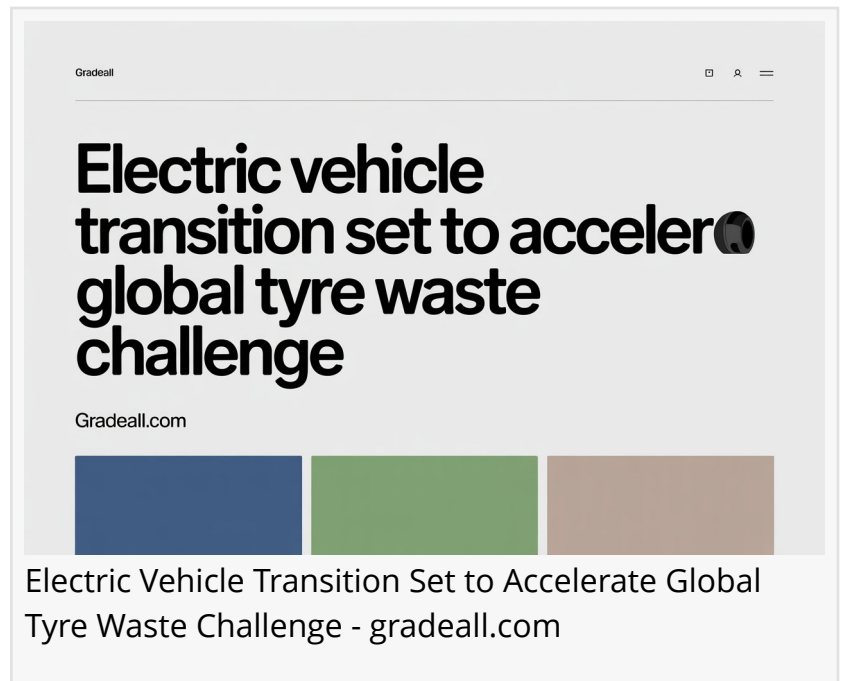 Gradeall
Electric vehicle
transition set to acceler
global tyre waste
challenge
Gradeall.com
Electric Vehicle Transition Set to Accelerate Global
Tyre Waste Challenge - gradeall.com